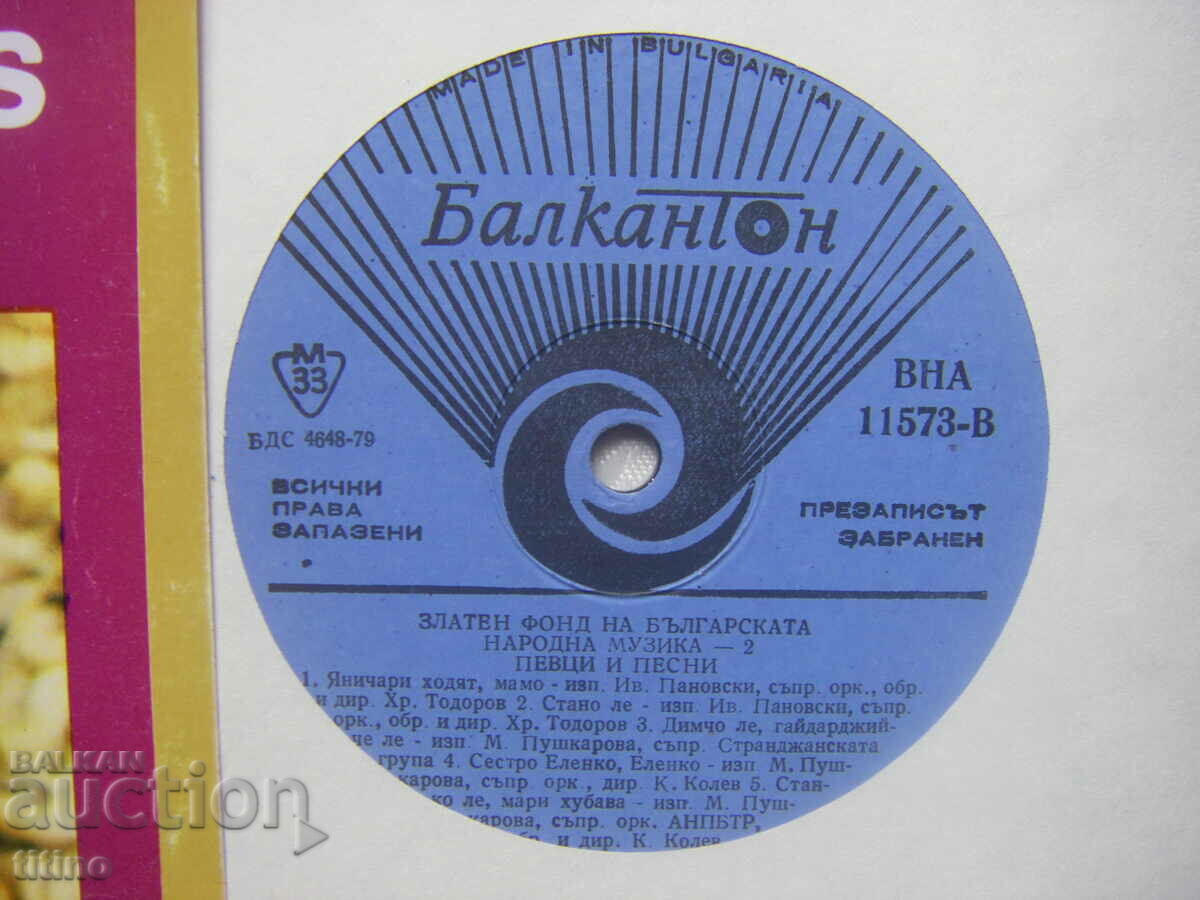 s
MADE IN BULGARIA
Балкантон
М
33
БДС 4648-79
ВНА
11573-В
ВСИЧКИ
ПРАВА
ЗАПАЗЕНИ
ПРЕЗАПИСЪТ
ЗАБРАНЕН
ЗЛАТЕН ФОНД НА БЪЛГАРСКАТА
НАРОДНА МУЗИКА — 2
ПЕВЦИ И ПЕСНИ
1. Яничари ходят, мамо - изп. Ив. Пановски, съпр. орк., обр.
и дир. Хр. Тодоров 2. Стано ле - изп. Ив. Пановски, съпр.
орк., обр. и дир. Хр. Тодоров 3. Димчо ле, гайдарджий-
че ле - изп. М. Пушкарова, съпр. Странджанската
група 4. Сестро Еленко, Еленко - изп. М. Пуш-
карова, съпр. орк., дир. К. Колев 5. Стан-
ко ле, мари хубава - изп. М. Пуш-
карова, съпр. орк. АНПБТР,
и дир. К. Колев
BALKAN
auction
titino